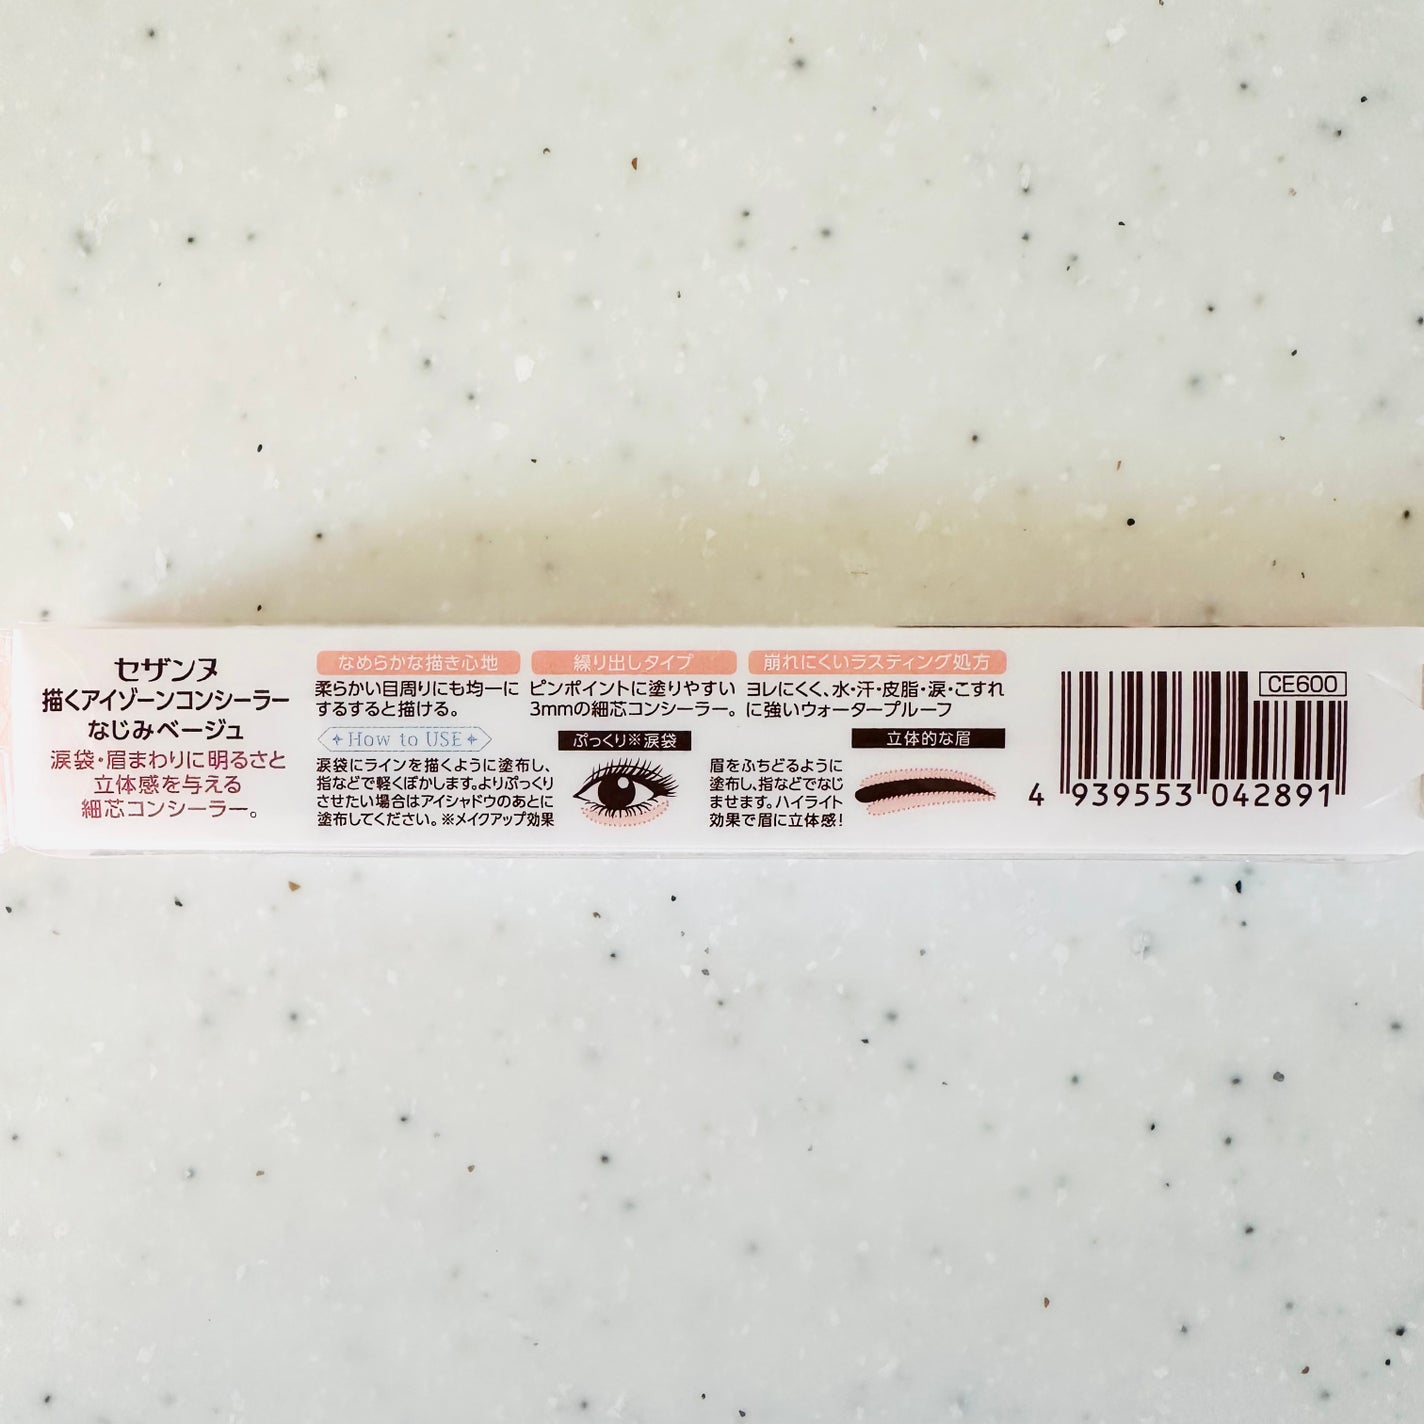 セザンヌ
描くアイゾーンコンシーラー
なじみベージュ
涙袋・眉まわりに明るさと
立体感を与える
細芯コンシーラー。
なめらかな描き心地
柔らかい目周りにも均一に
するすると描ける。
繰り出しタイプ
ピンポイントに塗りやすい
3mmの細芯コンシーラー。
崩れにくいラスティング処方
ヨレにくく、水・汗・皮脂・涙・こすれ
に強いウォータープルーフ
How to USE
涙袋にラインを描くように塗布し、
指などで軽くぼかします。よりぷっくり
させたい場合はアイシャドウのあとに
塗布してください。※メイクアップ効果
ぷっくり※涙袋
眉をふちどるように
塗布し、指などでなじ
ませます。ハイライト
効果で眉に立体感!
立体的な眉
CE600
4 939553 042891